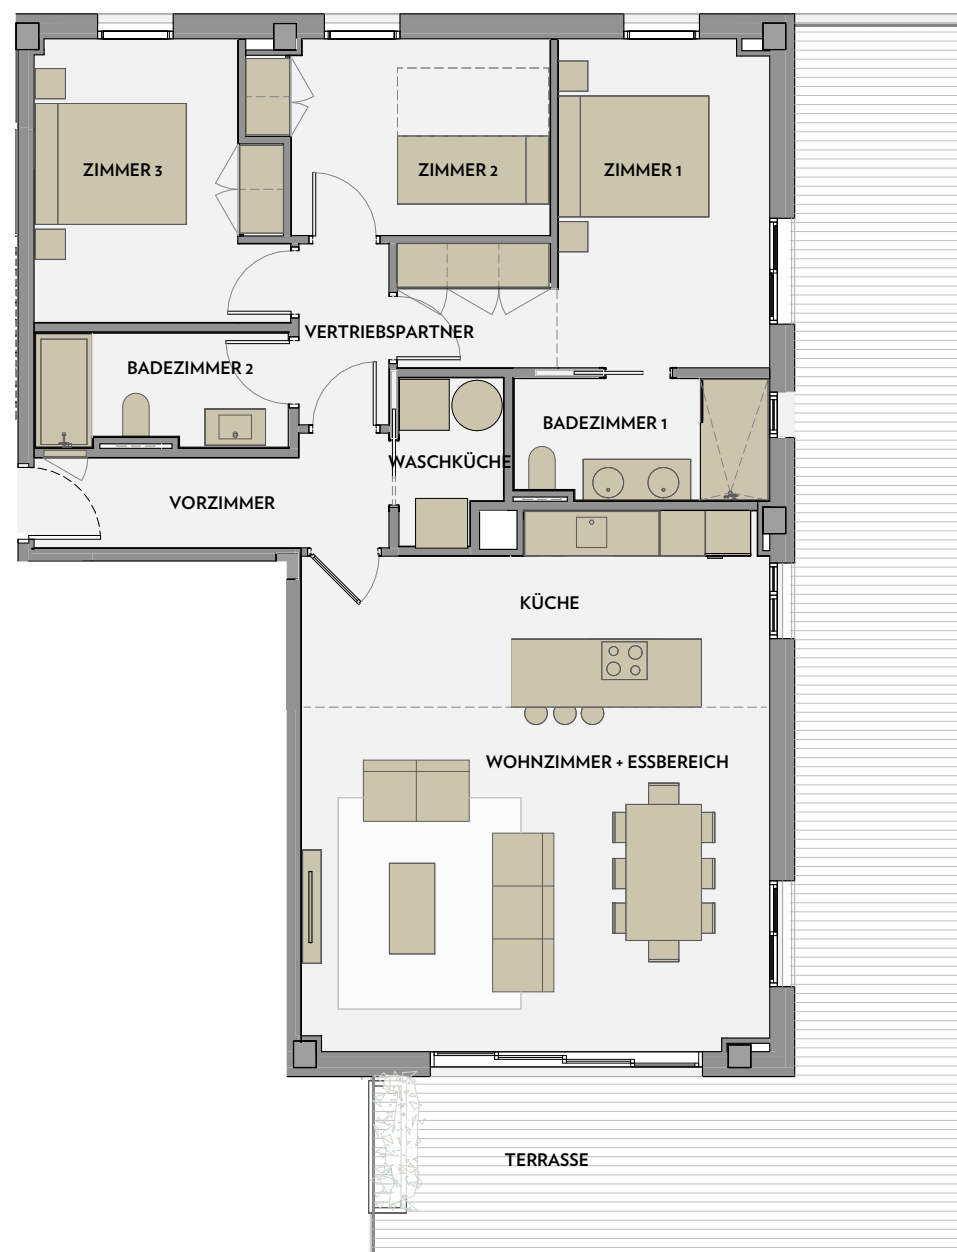 ZIMMER 3
ZIMMER 2
ZIMMER 1
VERTRIEBSPARTNER
BADEZIMMER 2
BADEZIMMER 1
WASCHKÜCHE
VORZIMMER
KÜCHE
WOHNZIMMER + ESSBEREICH
TERRASSE